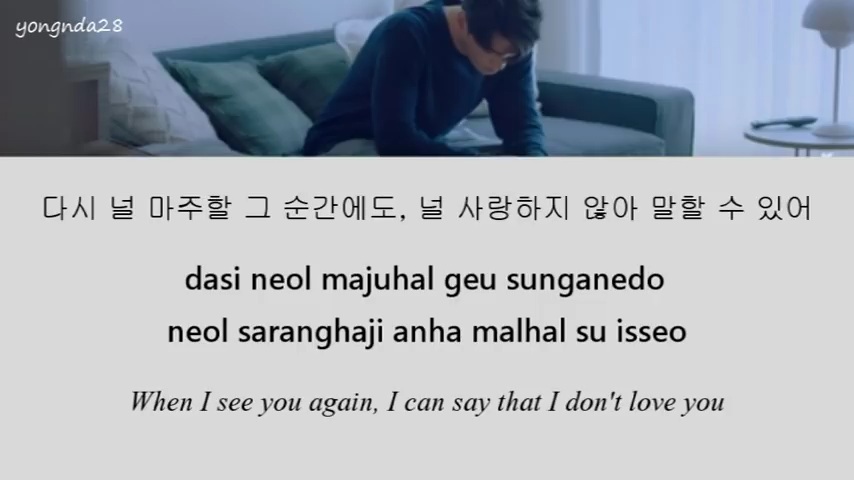 yongnda28
다시 널 마주할 그 순간에도, 널 사랑하지 않아 말할 수 있어
dasi neol majuhal geu sunganedo
neol saranghaji anha malhal su isseo
When I see you again, I can say that I don't love you